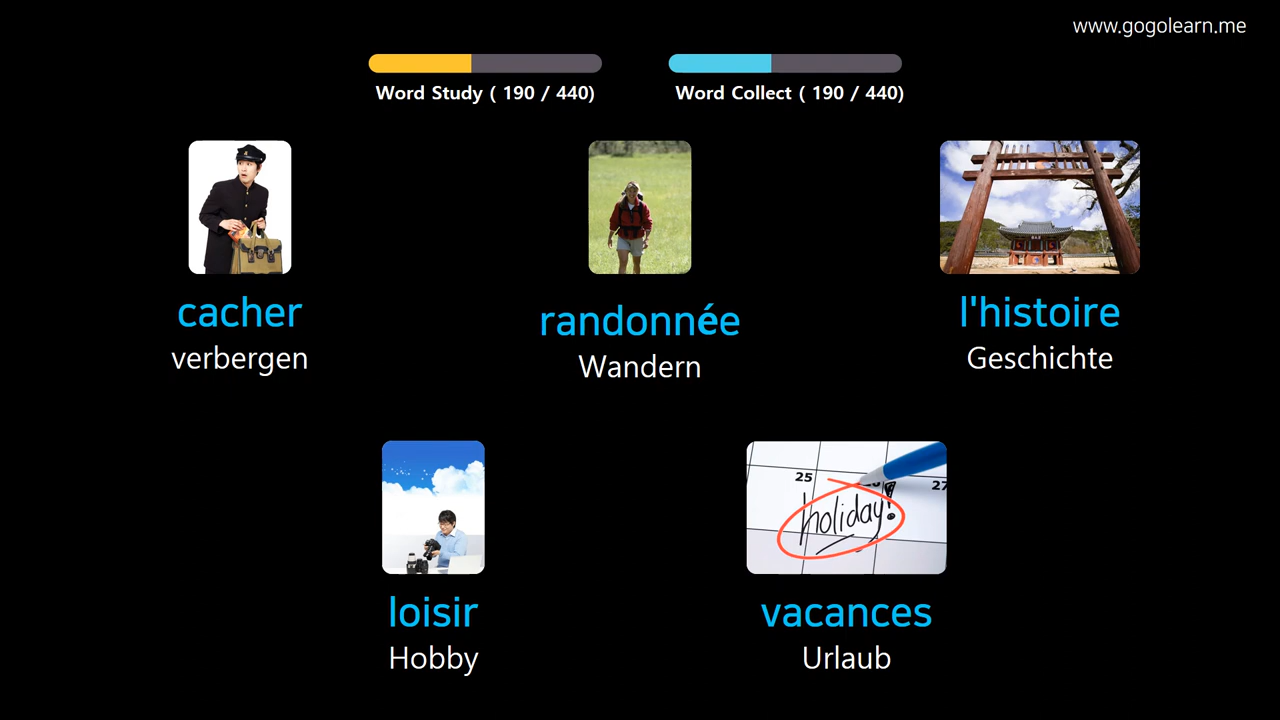 www.gogolearn.me
Word Study ( 190 / 440)
Word Collect ( 190 / 440)
cacher
verbergen
randonnée
Wandern
l'histoire
Geschichte
25
27
holiday!
loisir
Hobby
vacances
Urlaub